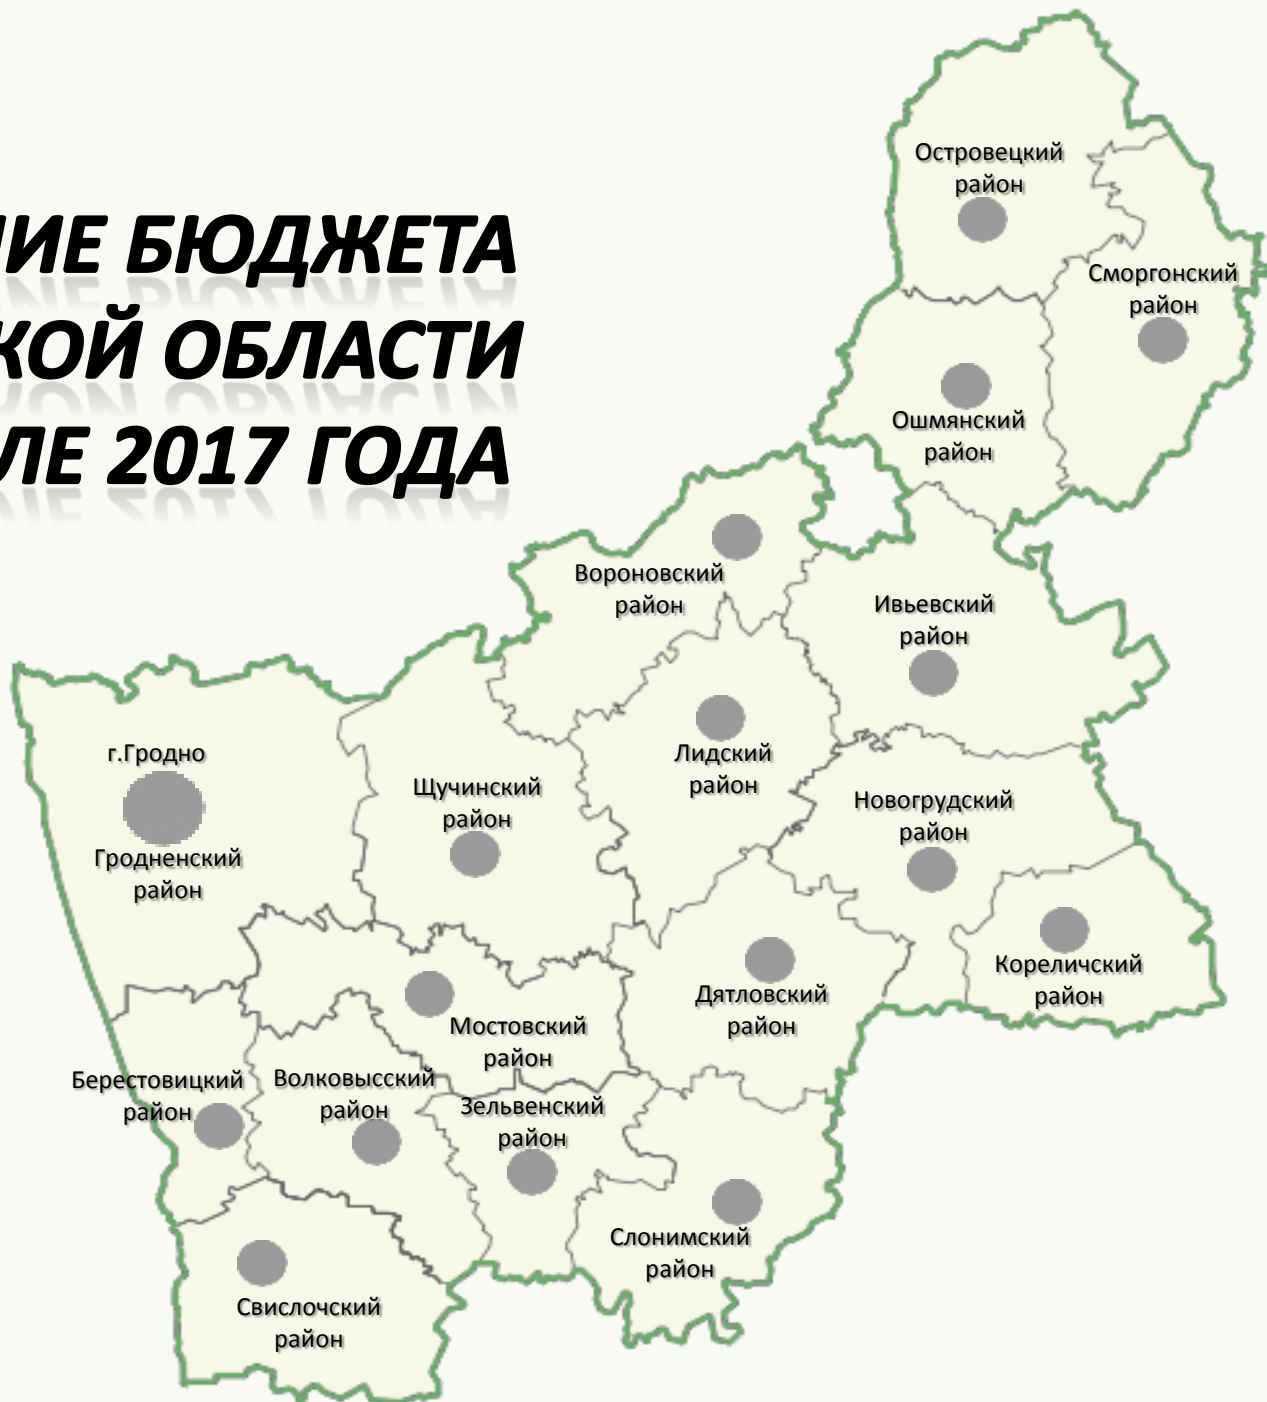 НИЕ БЮДЖЕТА
КОЙ ОБЛАСТИ
ЛЕ 2017 ГОДА
Островецкий
район
Сморгонский
район
Ошмянский
район
Вороновский
район
Ивьевский
район
Лидский
район
г.Гродно
Щучинский
район
Новогрудский
район
Гродненский
район
Кореличский
район
Дятловский
район
Мостовский
район
Берестовицкий
район
Волковысский
район
Зельвенский
район
Слонимский
район
Свислочский
район